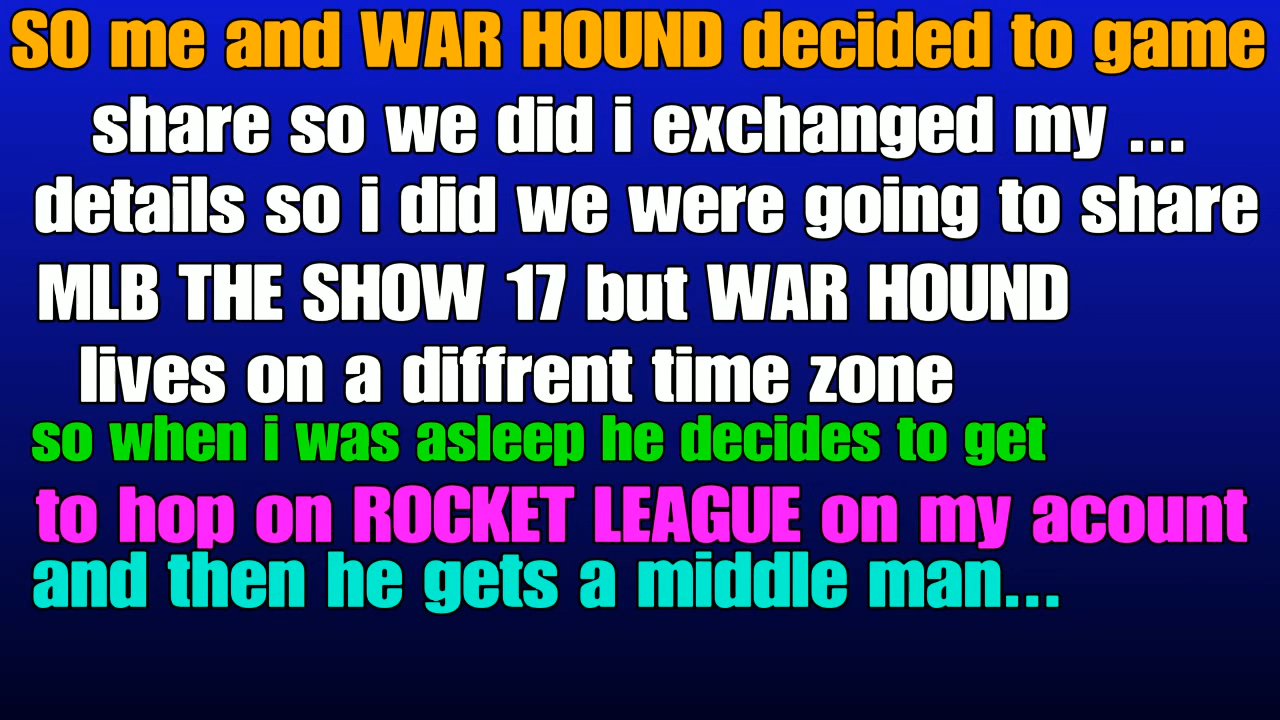 SO me and WAR HOUND decided to game
share so we did i exchanged my ...
details so i did we were going to share
MLB THE SHOW 17 but WAR HOUND
lives on a diffrent time zone
so when i was asleep he decides to get
to hop on ROCKET LEAGUE on my acount
and then he gets a middle man...